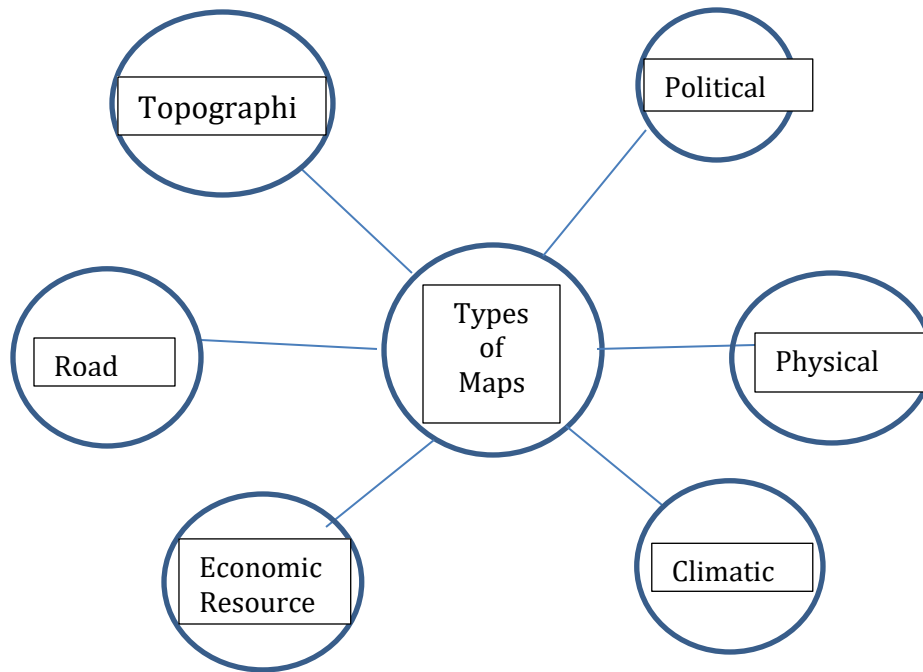 Topographi
Political
Types
of
Maps
Road
Physical
Economic
Resource
Climatic